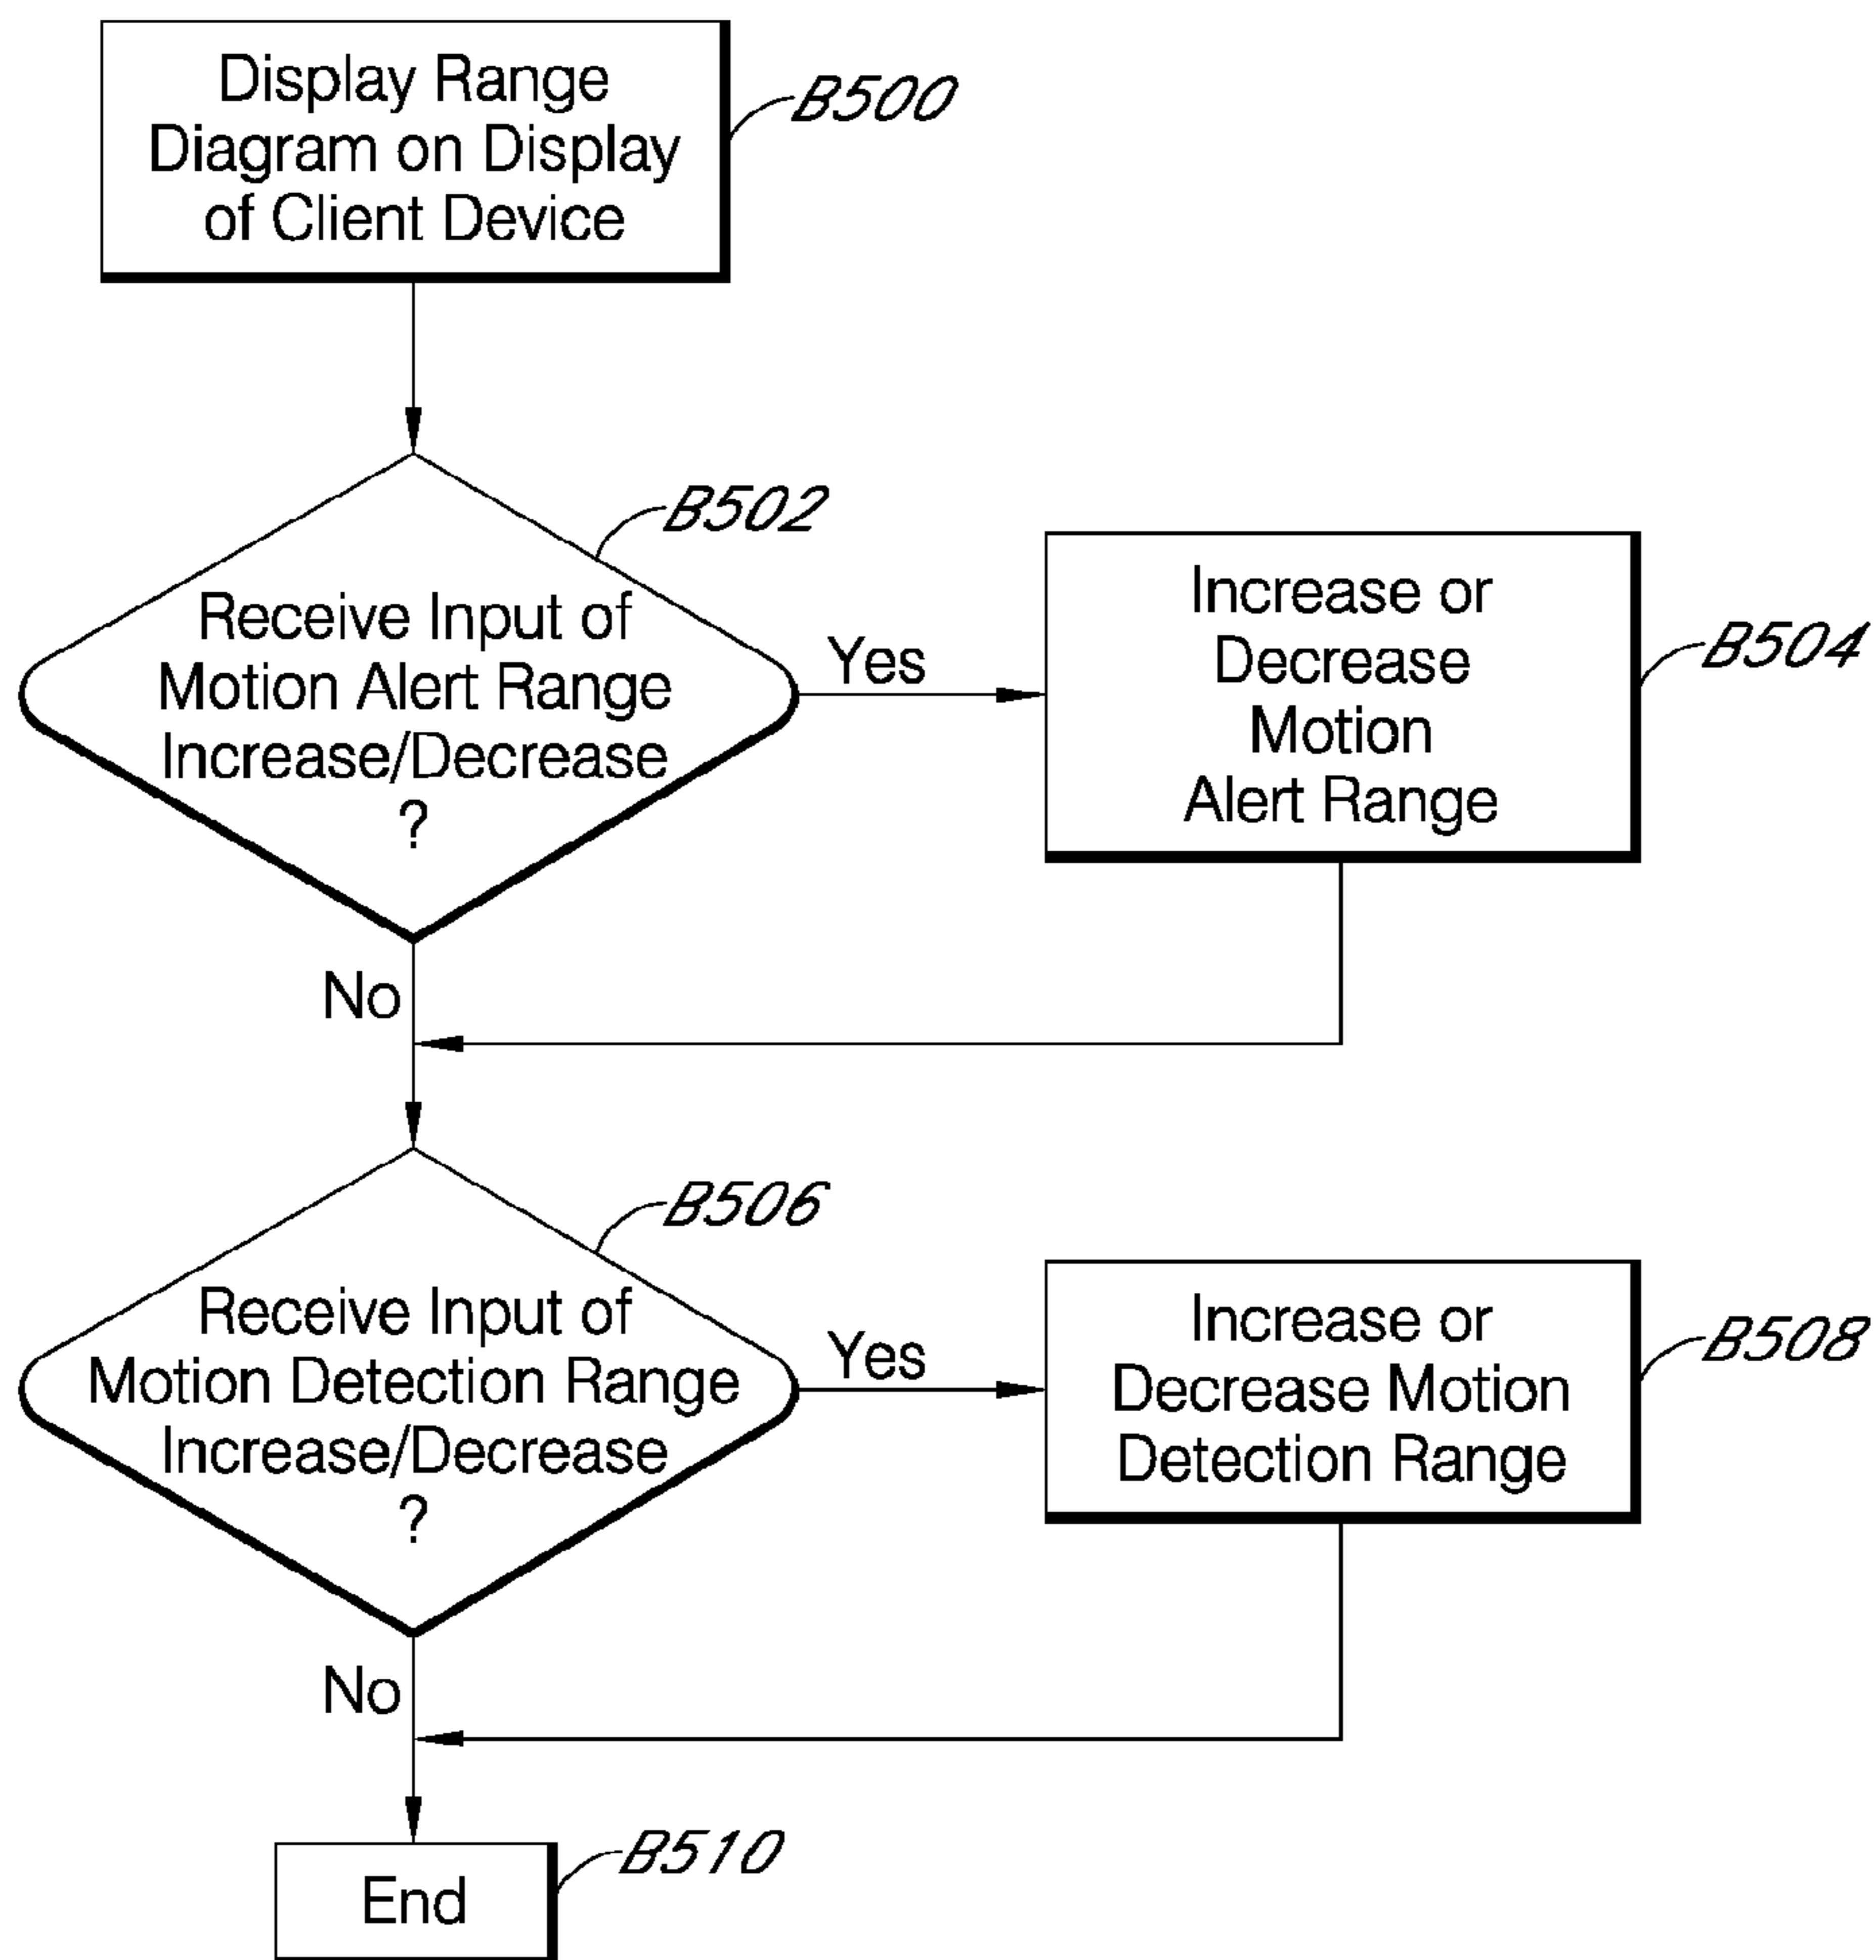 Display Range
Diagram on Display
of Client Device
B500
B502
Receive Input of
Motion Alert Range
Increase/Decrease
?
Yes
Increase or
Decrease
Motion
Alert Range
B504
No
B506
Receive Input of
Motion Detection Range
Increase/Decrease
?
Yes
Increase or
Decrease Motion
Detection Range
B508
No
End
B510